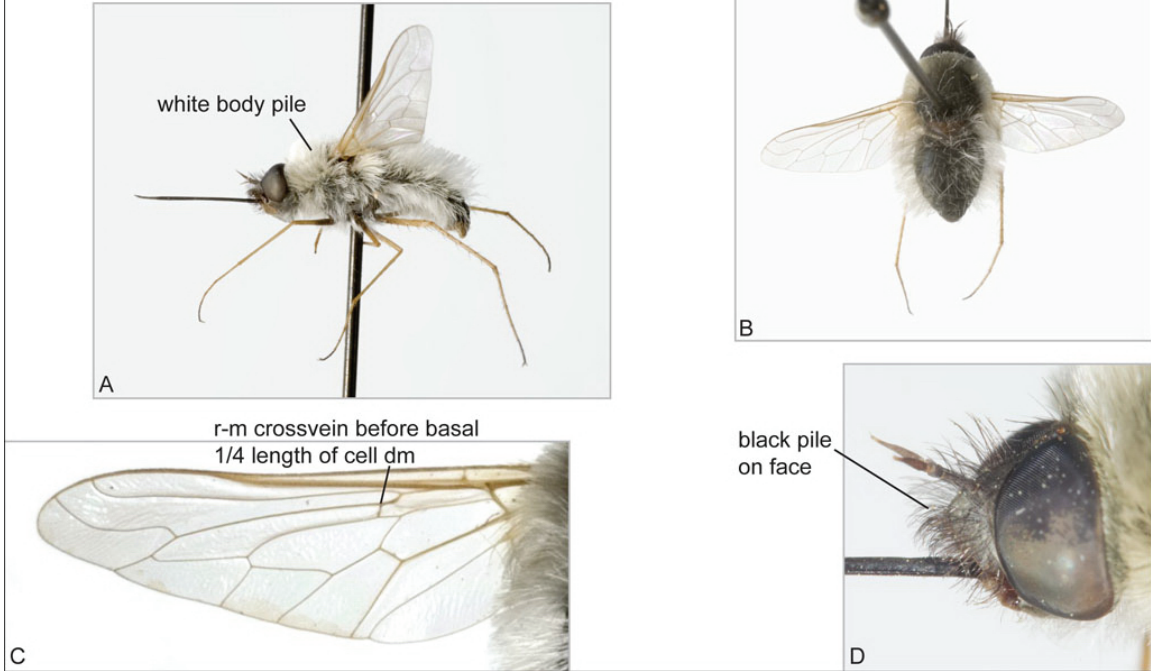 white body pile
A
B
r-m crossvein before basal
1/4 length of cell dm
C
black pile
on face
D